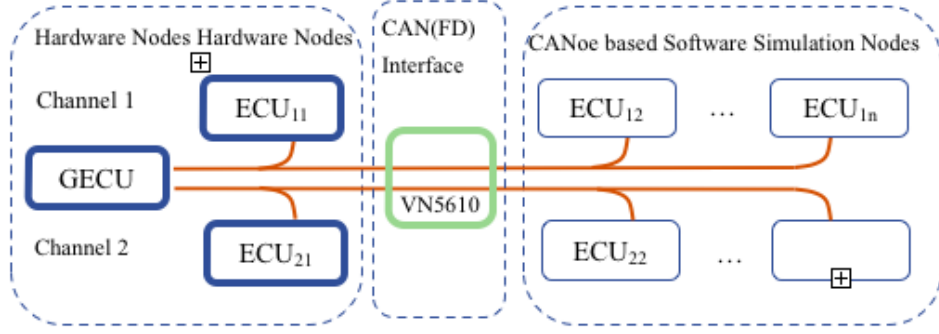 Hardware Nodes Hardware Nodes
CAN(FD)
Interface
CANoe based Software Simulation Nodes
Channel 1
ECU₁₁
ECU₁₂
...
ECU₁ₙ
GECU
VN5610
Channel 2
ECU₂₁
ECU₂₂
...